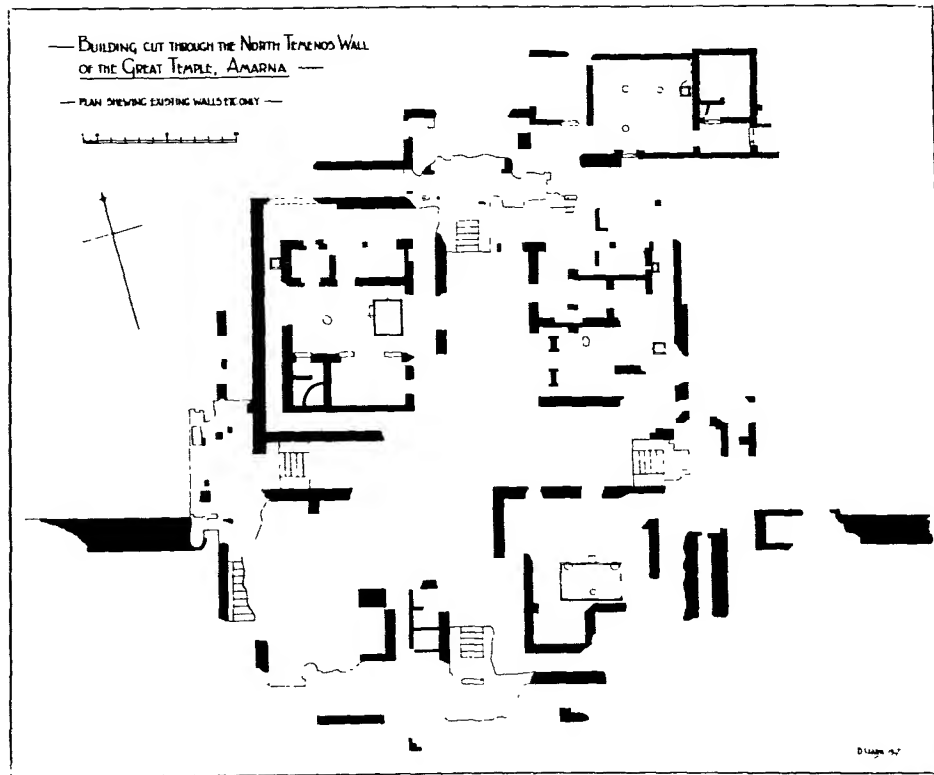 — BUILDING CUT THROUGH THE NORTH TEMENOS WALL
OF THE GREAT TEMPLE, AMARNA —
— PLAN SHEWING EXISTING WALLS ETC ONLY —